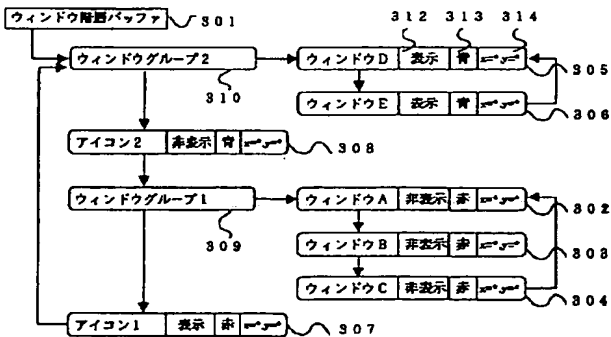 ウィンドウ階層バッファ 301
312 313 314
ウィンドウグループ2 310
ウィンドウD 表示 青 x=*,y=* 305
ウィンドウE 表示 青 x=*,y=* 306
アイコン2 非表示 青 x=*,y=* 308
ウィンドウグループ1 309
ウィンドウA 非表示 赤 x=*,y=* 302
ウィンドウB 非表示 赤 x=*,y=* 303
ウィンドウC 非表示 赤 x=*,y=* 304
アイコン1 表示 赤 x=*,y=* 307